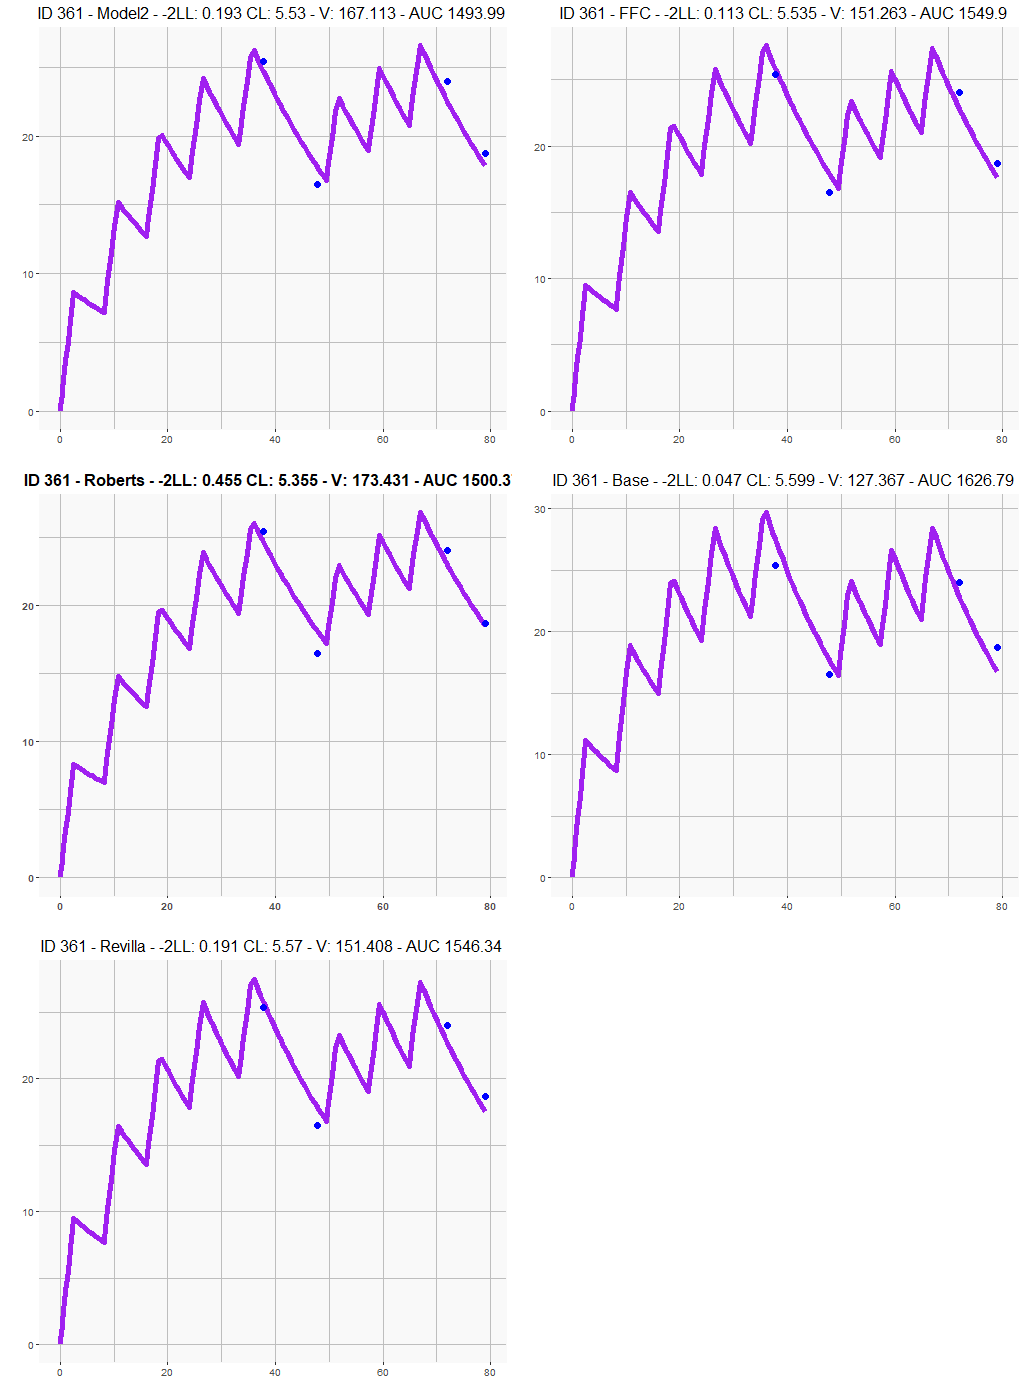 ID 361 - Model2 - -2LL: 0.193 CL: 5.53 - V: 167.113 - AUC 1493.99
20
10
0
0 20 40 60 80
ID 361 - FFC - -2LL: 0.113 CL: 5.535 - V: 151.263 - AUC 1549.9
20
10
0
0 20 40 60 80
ID 361 - Roberts - -2LL: 0.455 CL: 5.355 - V: 173.431 - AUC 1500.3
20
10
0
0 20 40 60 80
ID 361 - Base - -2LL: 0.047 CL: 5.599 - V: 127.367 - AUC 1626.79
30
20
10
0
0 20 40 60 80
ID 361 - Revilla - -2LL: 0.191 CL: 5.57 - V: 151.408 - AUC 1546.34
20
10
0
0 20 40 60 80